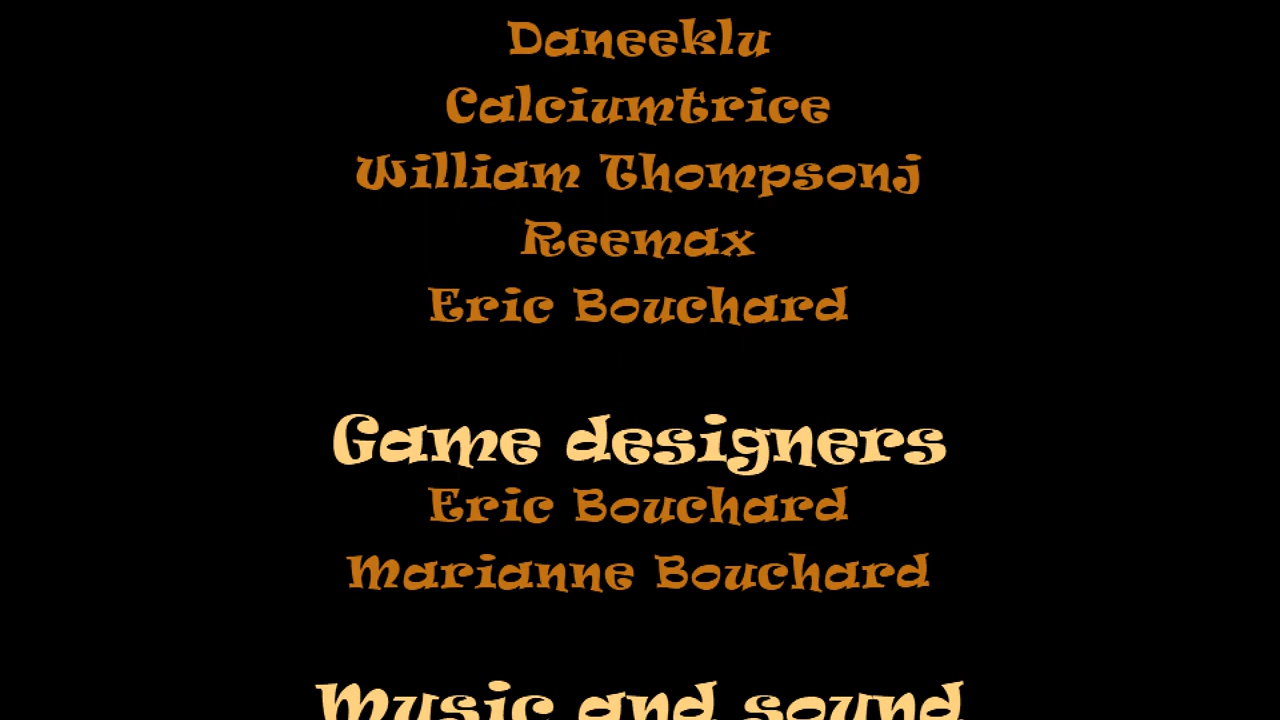 Daneeklu
Calciumtrice
William Thompsonj
Reemax
Eric Bouchard
Game designers
Eric Bouchard
Marianne Bouchard
Music and sound